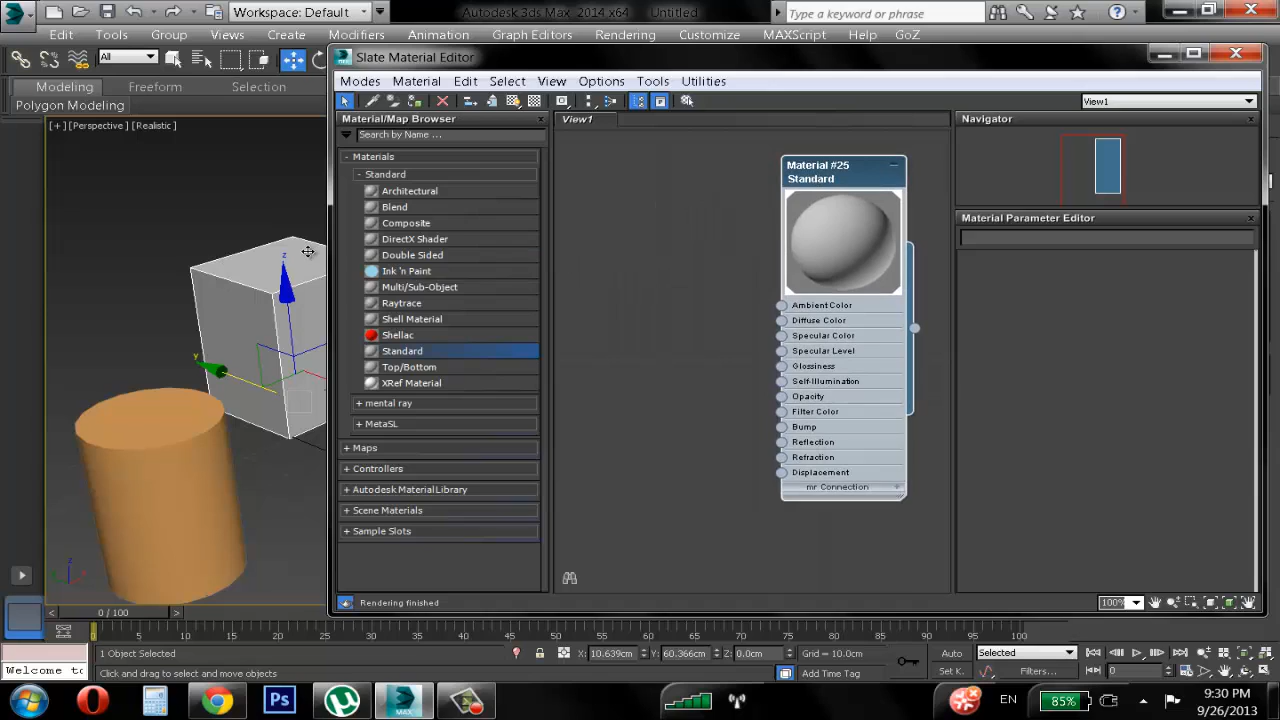 Workspace: Default
Autodesk 3ds Max 2014 x64 Untitled
Type a keyword or phrase
Edit Tools Group Views Create Modifiers Animation Graph Editors Rendering Customize MAXScript Help GoZ
All
Modeling Freeform Selection
Polygon Modeling
[+] [Perspective] [Realistic]
Slate Material Editor
Modes Material Edit Select View Options Tools Utilities
View1
Material/Map Browser
Search by Name ...
- Materials
- Standard
Architectural
Blend
Composite
DirectX Shader
Double Sided
Ink 'n Paint
Multi/Sub-Object
Raytrace
Shell Material
Shellac
Standard
Top/Bottom
XRef Material
+ mental ray
+ MetaSL
+ Maps
+ Controllers
+ Autodesk Material Library
+ Scene Materials
+ Sample Slots
View1
Material #25
Standard
Ambient Color
Diffuse Color
Specular Color
Specular Level
Glossiness
Self-Illumination
Opacity
Filter Color
Bump
Reflection
Refraction
Displacement
mr Connection +
Navigator
Material Parameter Editor
z
y
z
Rendering finished
100%
0 / 100
0 5 10 15 20 25 30 35 40 45 50 55 60 65 70 75 80 85 90 95 100
1 Object Selected
X: 10.639cm Y: 60.366cm Z: 0.0cm Grid = 10.0cm
Auto Selected
Welcome to
Click and drag to select and move objects
Add Time Tag
Set K. Filters... 0
Ps
MAX
EN
85%
9:30 PM
9/26/2013